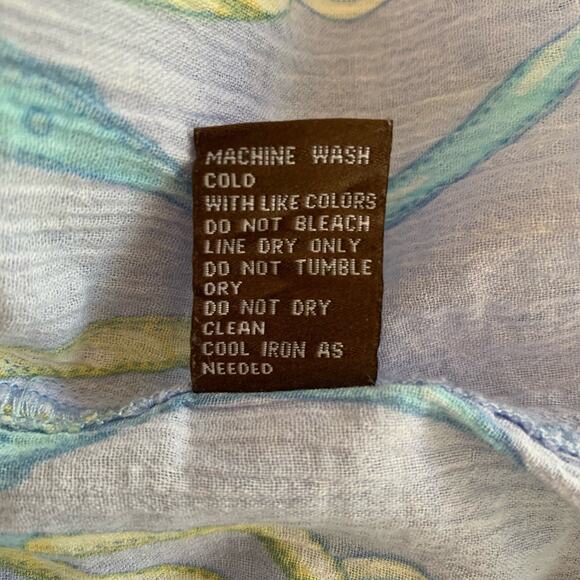 MACHINE WASH
COLD
WITH LIKE COLORS
DO NOT BLEACH
LINE DRY ONLY
DO NOT TUMBLE
DRY
DO NOT DRY
CLEAN
COOL IRON AS
NEEDED